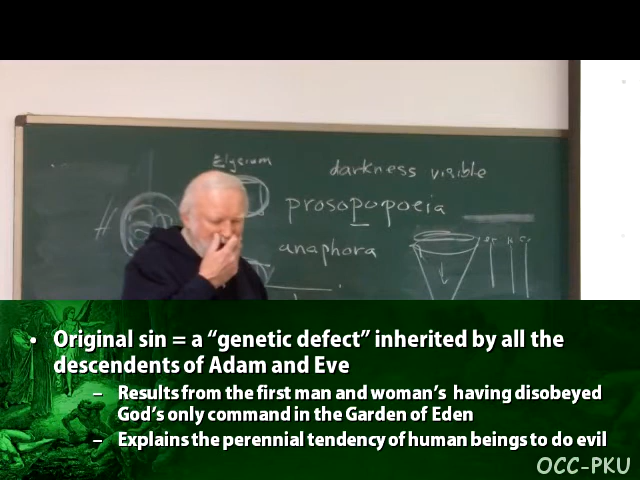 Elysium
darkness visible
prosopopoeia
anaphora
• Original sin = a “genetic defect” inherited by all the
descendents of Adam and Eve
– Results from the first man and woman’s having disobeyed
God’s only command in the Garden of Eden
– Explains the perennial tendency of human beings to do evil
OCC-PKU